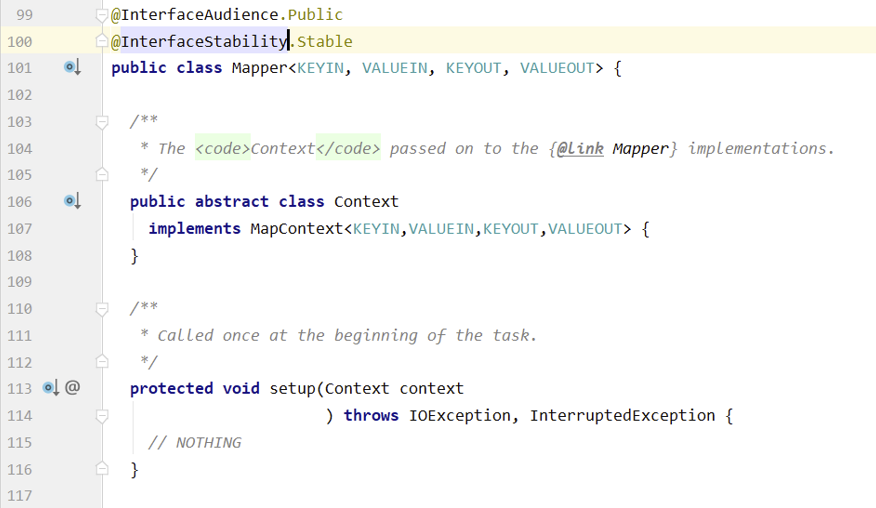 99 @InterfaceAudience.Public
100 @InterfaceStability.Stable
101 public class Mapper<KEYIN, VALUEIN, KEYOUT, VALUEOUT> {
102
103 /**
104 * The <code>Context</code> passed on to the {@link Mapper} implementations.
105 */
106 public abstract class Context
107 implements MapContext<KEYIN,VALUEIN,KEYOUT,VALUEOUT> {
108 }
109
110 /**
111 * Called once at the beginning of the task.
112 */
113 @ protected void setup(Context context
114 ) throws IOException, InterruptedException {
115 // NOTHING
116 }
117